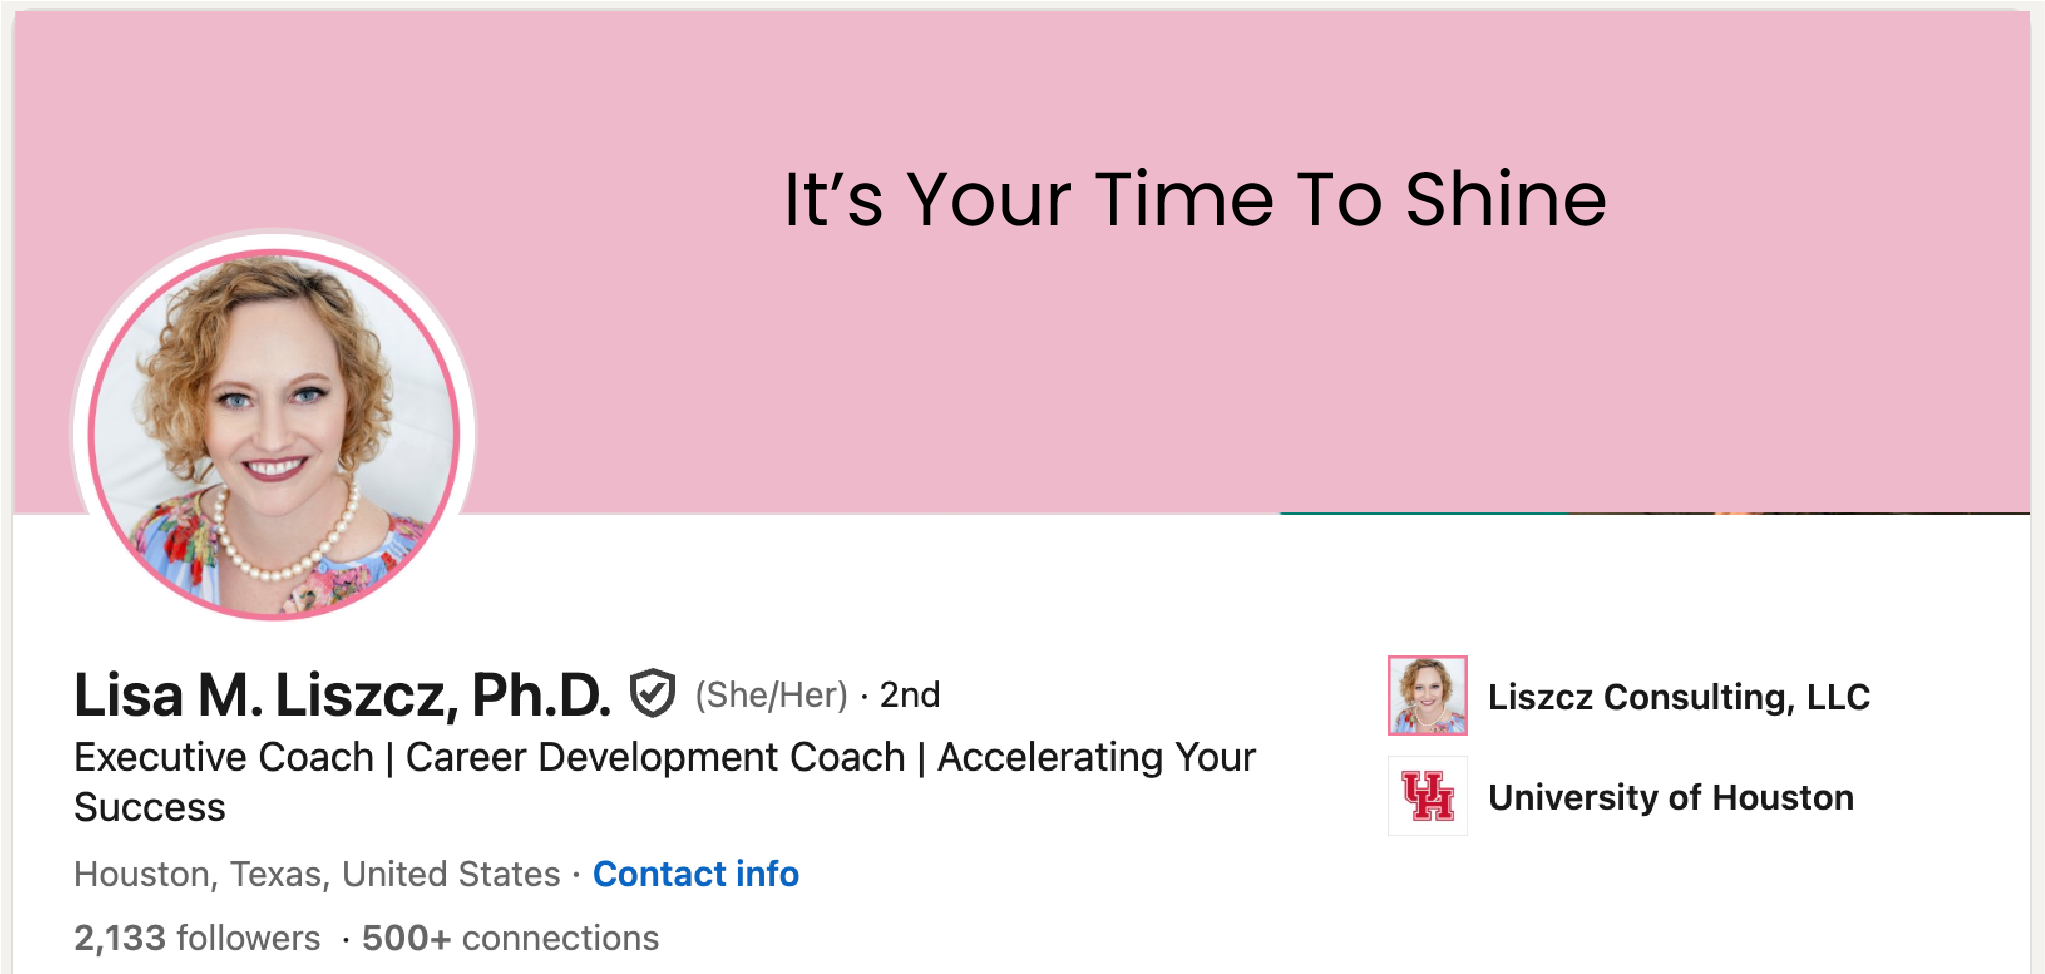 It’s Your Time To Shine
Lisa M. Liszcz, Ph.D. (She/Her) · 2nd
Executive Coach | Career Development Coach | Accelerating Your
Success
Houston, Texas, United States · Contact info
2,133 followers · 500+ connections
Liszcz Consulting, LLC
UH
University of Houston